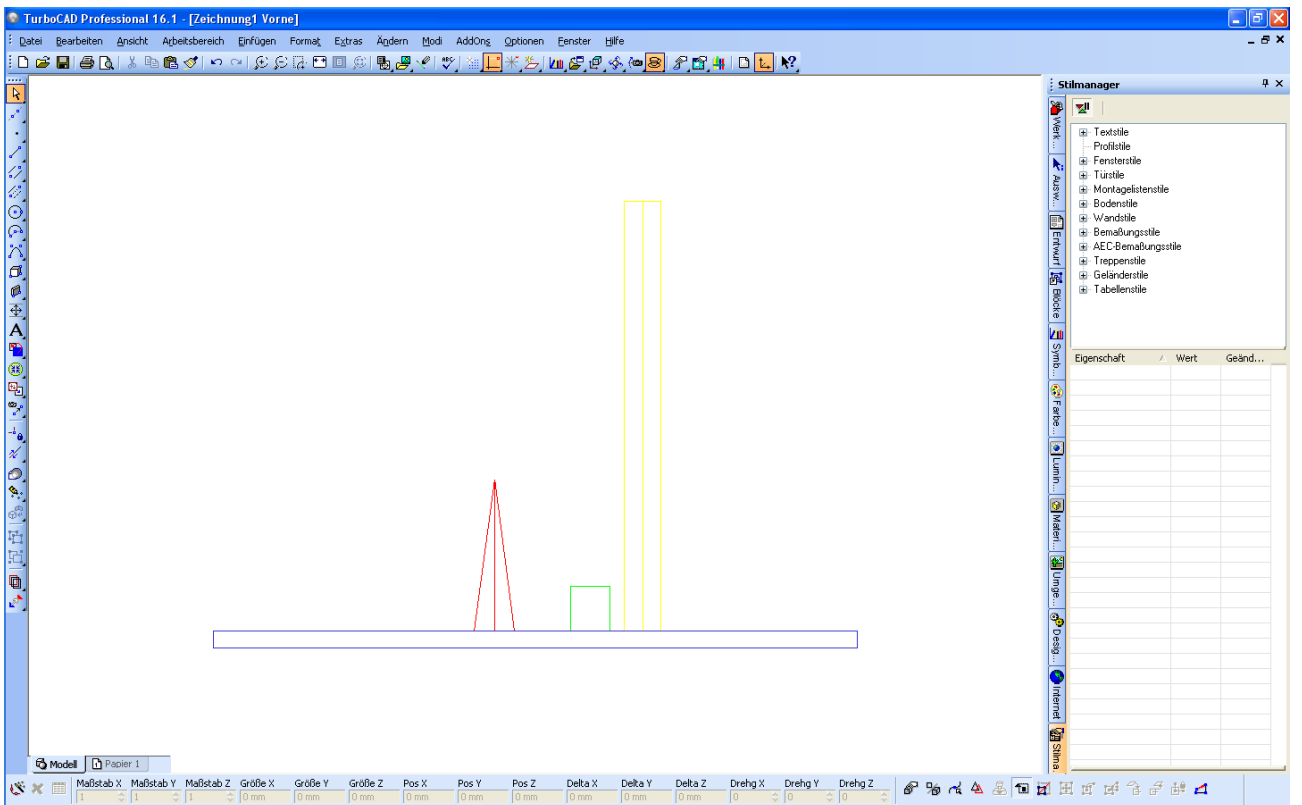 TurboCAD Professional 16.1 - [Zeichnung1 Vorne]
Datei Bearbeiten Ansicht Arbeitsbereich Einfügen Format Extras Ändern Modi AddOns Optionen Fenster Hilfe
Stilmanager
Werk...
Ausw...
Entwurf
Blöcke
Symb...
Farbe...
Lumin...
Materi...
Umge...
Desig...
Internet
Stilma...
Textstile
Profilstile
Fensterstile
Türstile
Montagelistenstile
Bodenstile
Wandstile
Bemaßungsstile
AEC-Bemaßungsstile
Treppenstile
Geländerstile
Tabellenstile
Eigenschaft Wert Geänd...
Modell Papier 1
Maßstab X Maßstab Y Maßstab Z Größe X Größe Y Größe Z Pos X Pos Y Pos Z Delta X Delta Y Delta Z Drehg X Drehg Y Drehg Z
1 1 1 0 mm 0 mm 0 mm 0 mm 0 mm 0 mm 0 mm 0 mm 0 mm 0 0 0